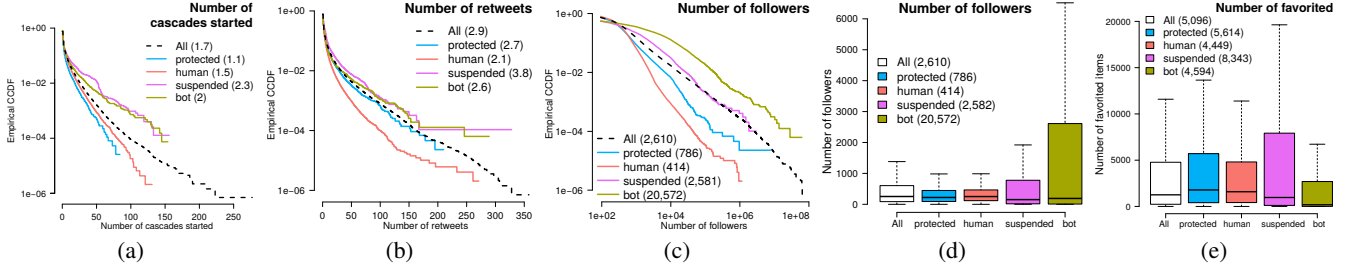 Number of
cascades started
Empirical CCDF
1e+00
1e−02
1e−04
1e−06
All (1.7)
protected (1.1)
human (1.5)
suspended (2.3)
bot (2)
0 50 100 150 200 250
Number of cascades started
(a)
Number of retweets
Empirical CCDF
1e+00
1e−02
1e−04
1e−06
All (2.9)
protected (2.7)
human (2.1)
suspended (3.8)
bot (2.6)
0 50 100 150 200 250 300 350
Number of retweets
(b)
Number of followers
Empirical CCDF
1e+00
1e−02
1e−04
1e−06
All (2,610)
protected (786)
human (414)
suspended (2,581)
bot (20,572)
1e+02 1e+04 1e+06 1e+08
Number of followers
(c)
Number of followers
Number of followers
6000
5000
4000
3000
2000
1000
0
All (2,610)
protected (786)
human (414)
suspended (2,582)
bot (20,572)
All protected human suspended bot
(d)
Number of favorited
Number of favorited items
20000
15000
10000
5000
0
All (5,096)
protected (5,614)
human (4,449)
suspended (8,343)
bot (4,594)
All protected human suspended bot
(e)